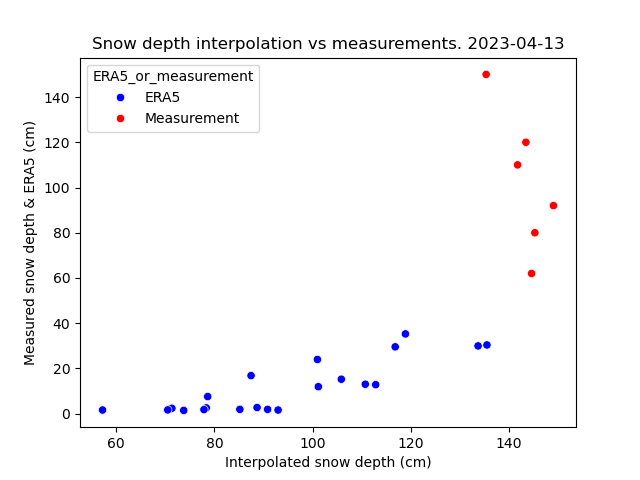 Snow depth interpolation vs measurements. 2023-04-13
ERA5_or_measurement
ERA5
Measurement
Measured snow depth & ERA5 (cm)
140
120
100
80
60
40
20
0
60 80 100 120 140
Interpolated snow depth (cm)